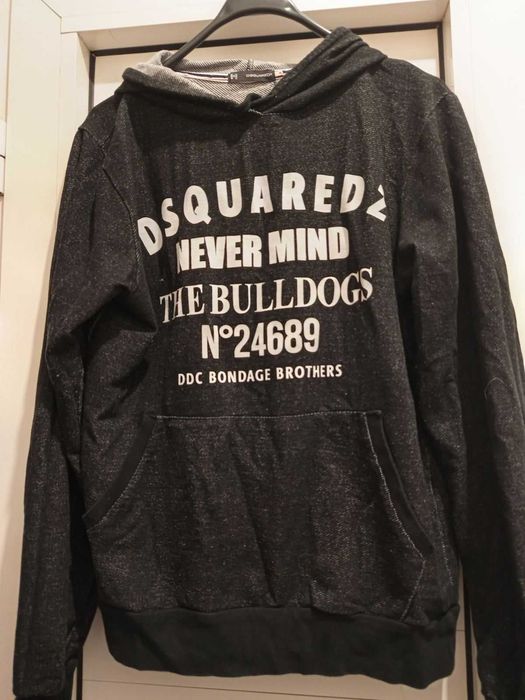 DSQUARED2
NEVER MIND
THE BULLDOGS
N°24689
DDC BONDAGE BROTHERS